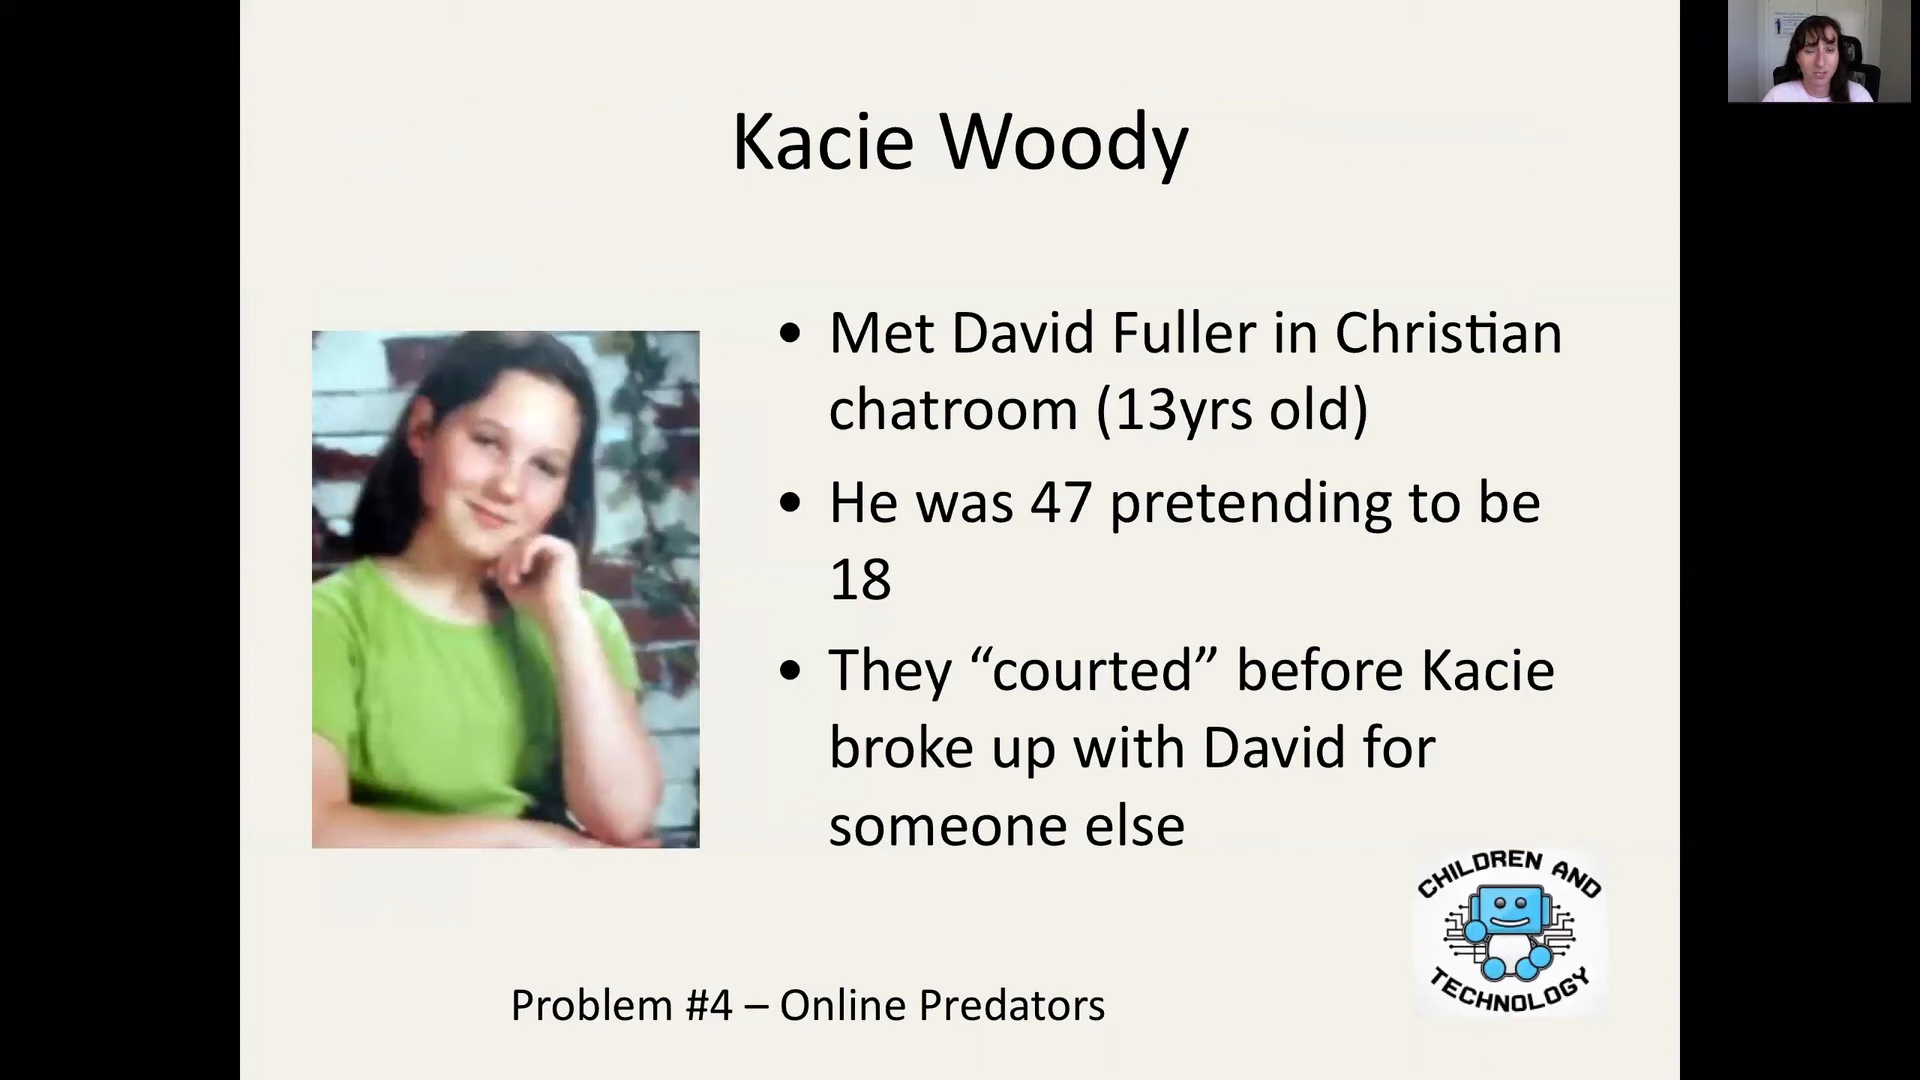 Kacie Woody
• Met David Fuller in Christian
chatroom (13yrs old)
• He was 47 pretending to be
18
• They “courted” before Kacie
broke up with David for
someone else
CHILDREN AND
TECHNOLOGY
Problem #4 – Online Predators